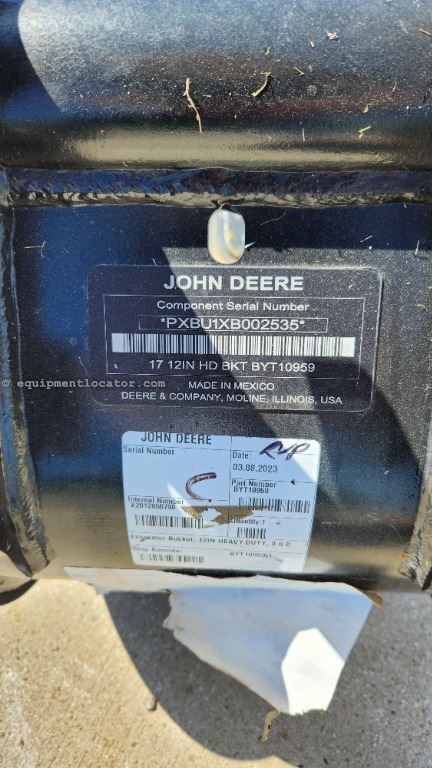 JOHN DEERE
Component Serial Number
*PXBU1XB002535*
17 12IN HD BKT BYT10959
MADE IN MEXICO
DEERE & COMPANY, MOLINE, ILLINOIS, USA
equipmentlocator.com
JOHN DEERE
Serial Number
Date:
03.08.2023
Part Number
BYT10959
Internal Number
Quantity:1
Excavator Bucket, 12IN HEAVY-DUTY,